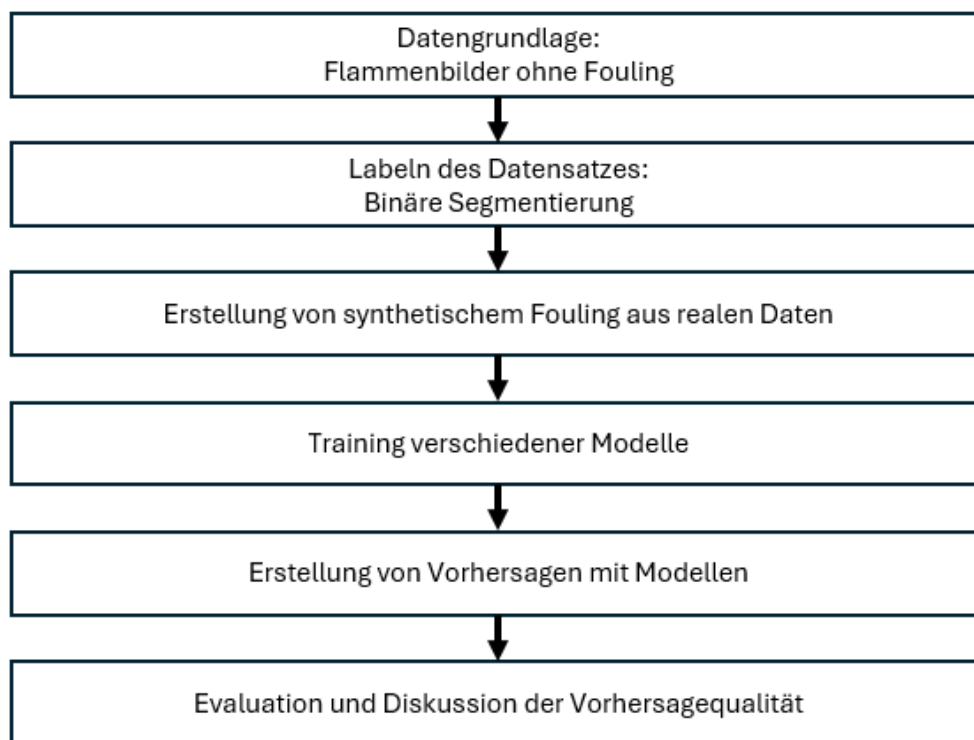 Datengrundlage:
Flammenbilder ohne Fouling
Labeln des Datensatzes:
Binäre Segmentierung
Erstellung von synthetischem Fouling aus realen Daten
Training verschiedener Modelle
Erstellung von Vorhersagen mit Modellen
Evaluation und Diskussion der Vorhersagequalität